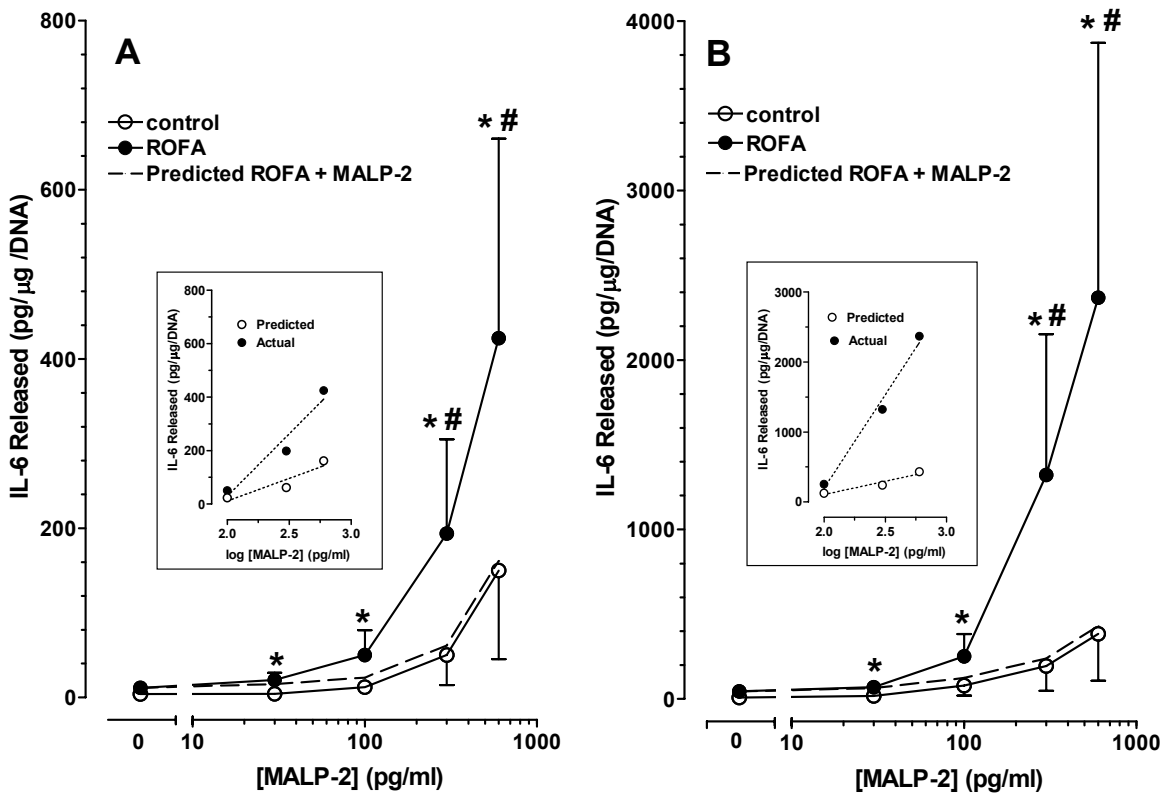 A
control
ROFA
Predicted ROFA + MALP-2
* #
* #
*
*
800
600
400
200
0
IL-6 Released (pg/μg /DNA)
0
10
100
1000
[MALP-2] (pg/ml)
800
600
400
200
0
IL-6 Released (pg/μg/DNA)
Predicted
Actual
2.0
2.5
3.0
log [MALP-2] (pg/ml)
B
control
ROFA
Predicted ROFA + MALP-2
* #
* #
*
*
4000
3000
2000
1000
0
IL-6 Released (pg/μg/DNA)
0
10
100
1000
[MALP-2] (pg/ml)
3000
2000
1000
0
IL-6 Released (pg/μg/DNA)
Predicted
Actual
2.0
2.5
3.0
log [MALP-2] (pg/ml)